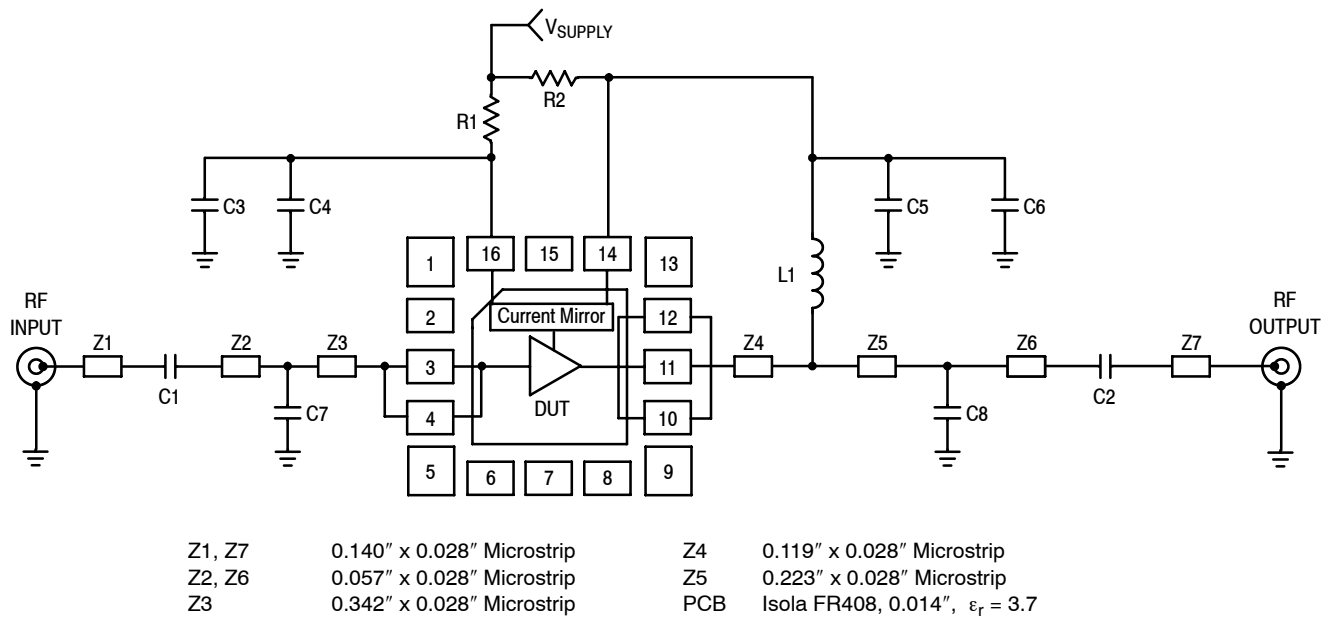 VSUPPLY
R2
R1
C3
C4
C5
C6
1
16
15
14
13
L1
RF
INPUT
2
Current Mirror
12
RF
OUTPUT
Z1
Z2
Z3
3
11
Z4
Z5
Z6
Z7
C1
C7
4
DUT
10
C8
C2
5
6
7
8
9
Z1, Z7 0.140″ x 0.028″ Microstrip
Z2, Z6 0.057″ x 0.028″ Microstrip
Z3 0.342″ x 0.028″ Microstrip
Z4 0.119″ x 0.028″ Microstrip
Z5 0.223″ x 0.028″ Microstrip
PCB Isola FR408, 0.014″, εr = 3.7